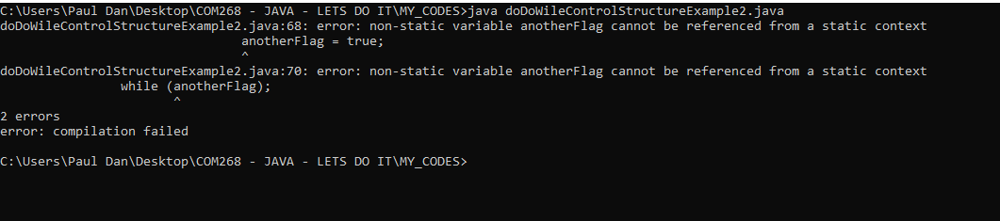 C:\Users\Paul Dan\Desktop\COM268 - JAVA - LETS DO IT\MY_CODES>java doDoWileControlStructureExample2.java
doDoWileControlStructureExample2.java:68: error: non-static variable anotherFlag cannot be referenced from a static context
anotherFlag = true;
^
doDoWileControlStructureExample2.java:70: error: non-static variable anotherFlag cannot be referenced from a static context
while (anotherFlag);
^
2 errors
error: compilation failed
C:\Users\Paul Dan\Desktop\COM268 - JAVA - LETS DO IT\MY_CODES>